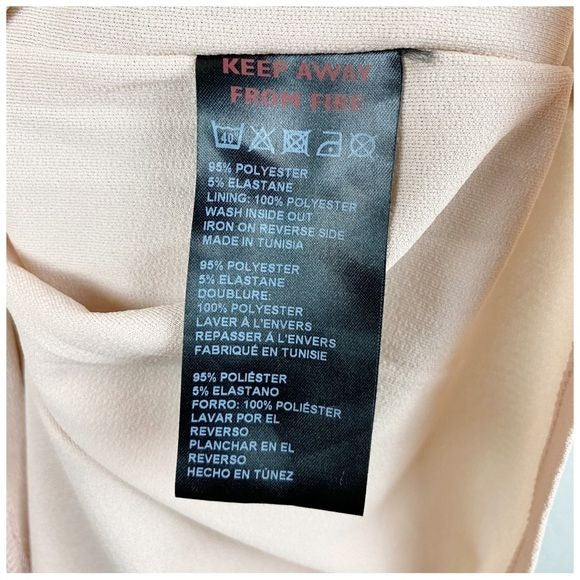 KEEP AWAY
FROM FIRE
40°
95% POLYESTER
5% ELASTANE
LINING: 100% POLYESTER
WASH INSIDE OUT
IRON ON REVERSE SIDE
MADE IN TUNISIA
95% POLYESTER
5% ELASTANE
DOUBLURE:
100% POLYESTER
LAVER À L'ENVERS
REPASSER À L'ENVERS
FABRIQUÉ EN TUNISIE
95% POLIÉSTER
5% ELASTANO
FORRO: 100% POLIÉSTER
LAVAR POR EL
REVERSO
PLANCHAR EN EL
REVERSO
HECHO EN TÚNEZ